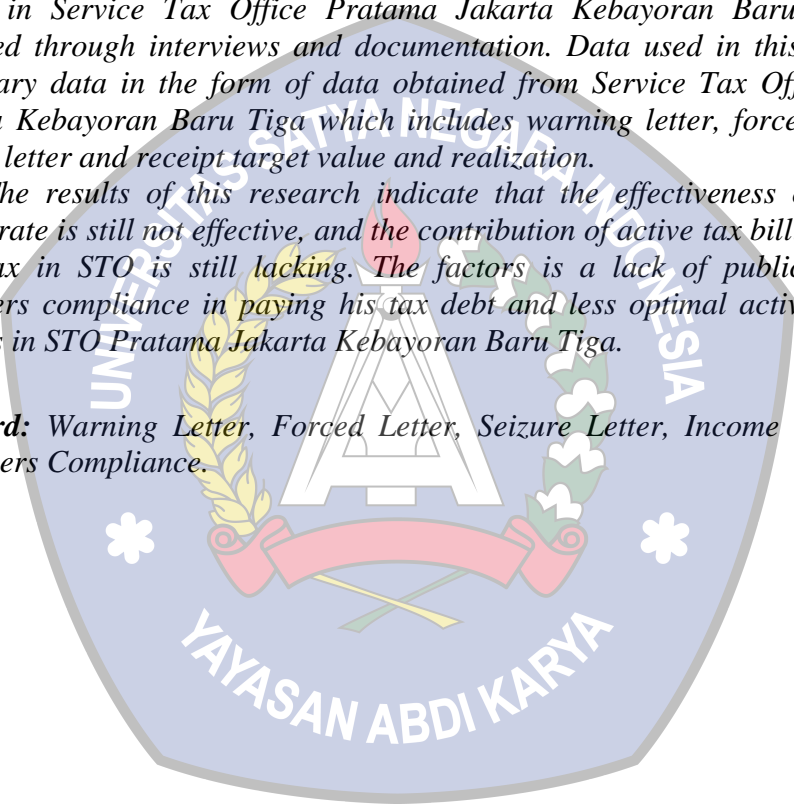 in Service Tax Office Pratama Jakarta Kebayoran Baru
ed through interviews and documentation. Data used in this
ary data in the form of data obtained from Service Tax Off
Kebayoran Baru Tiga which includes warning letter, force
letter and receipt target value and realization.
he results of this research indicate that the effectiveness
rate is still not effective, and the contribution of active tax bill
ax in STO is still lacking. The factors is a lack of public
ers compliance in paying his tax debt and less optimal activ
s in STO Pratama Jakarta Kebayoran Baru Tiga.
rd: Warning Letter, Forced Letter, Seizure Letter, Income
ers Compliance.
UNIVERSITAS SATYA NEGARA INDONESIA
YAYASAN ABDI KARYA